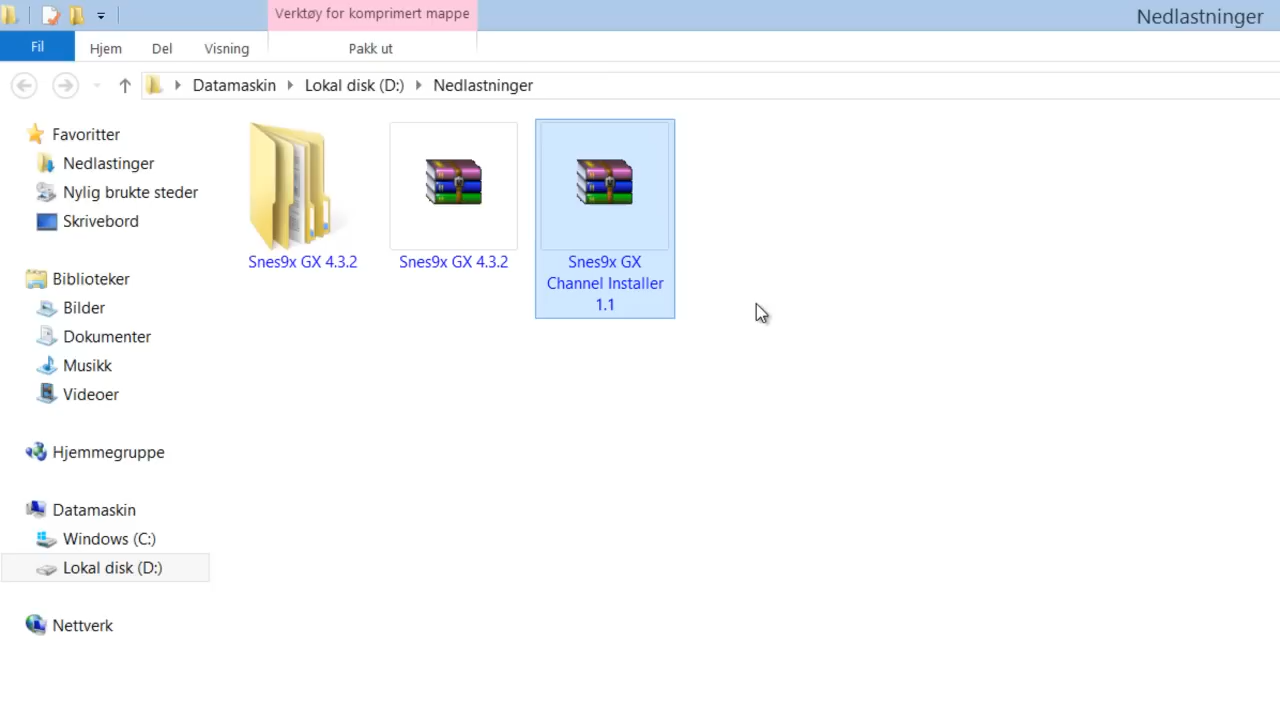 Verktøy for komprimert mappe
Nedlastninger
Fil
Hjem
Del
Visning
Pakk ut
Datamaskin
Lokal disk (D:)
Nedlastninger
Favoritter
Nedlastinger
Nylig brukte steder
Skrivebord
Biblioteker
Bilder
Dokumenter
Musikk
Videoer
Hjemmegruppe
Datamaskin
Windows (C:)
Lokal disk (D:)
Nettverk
Snes9x GX 4.3.2
Snes9x GX 4.3.2
Snes9x GX
Channel Installer
1.1